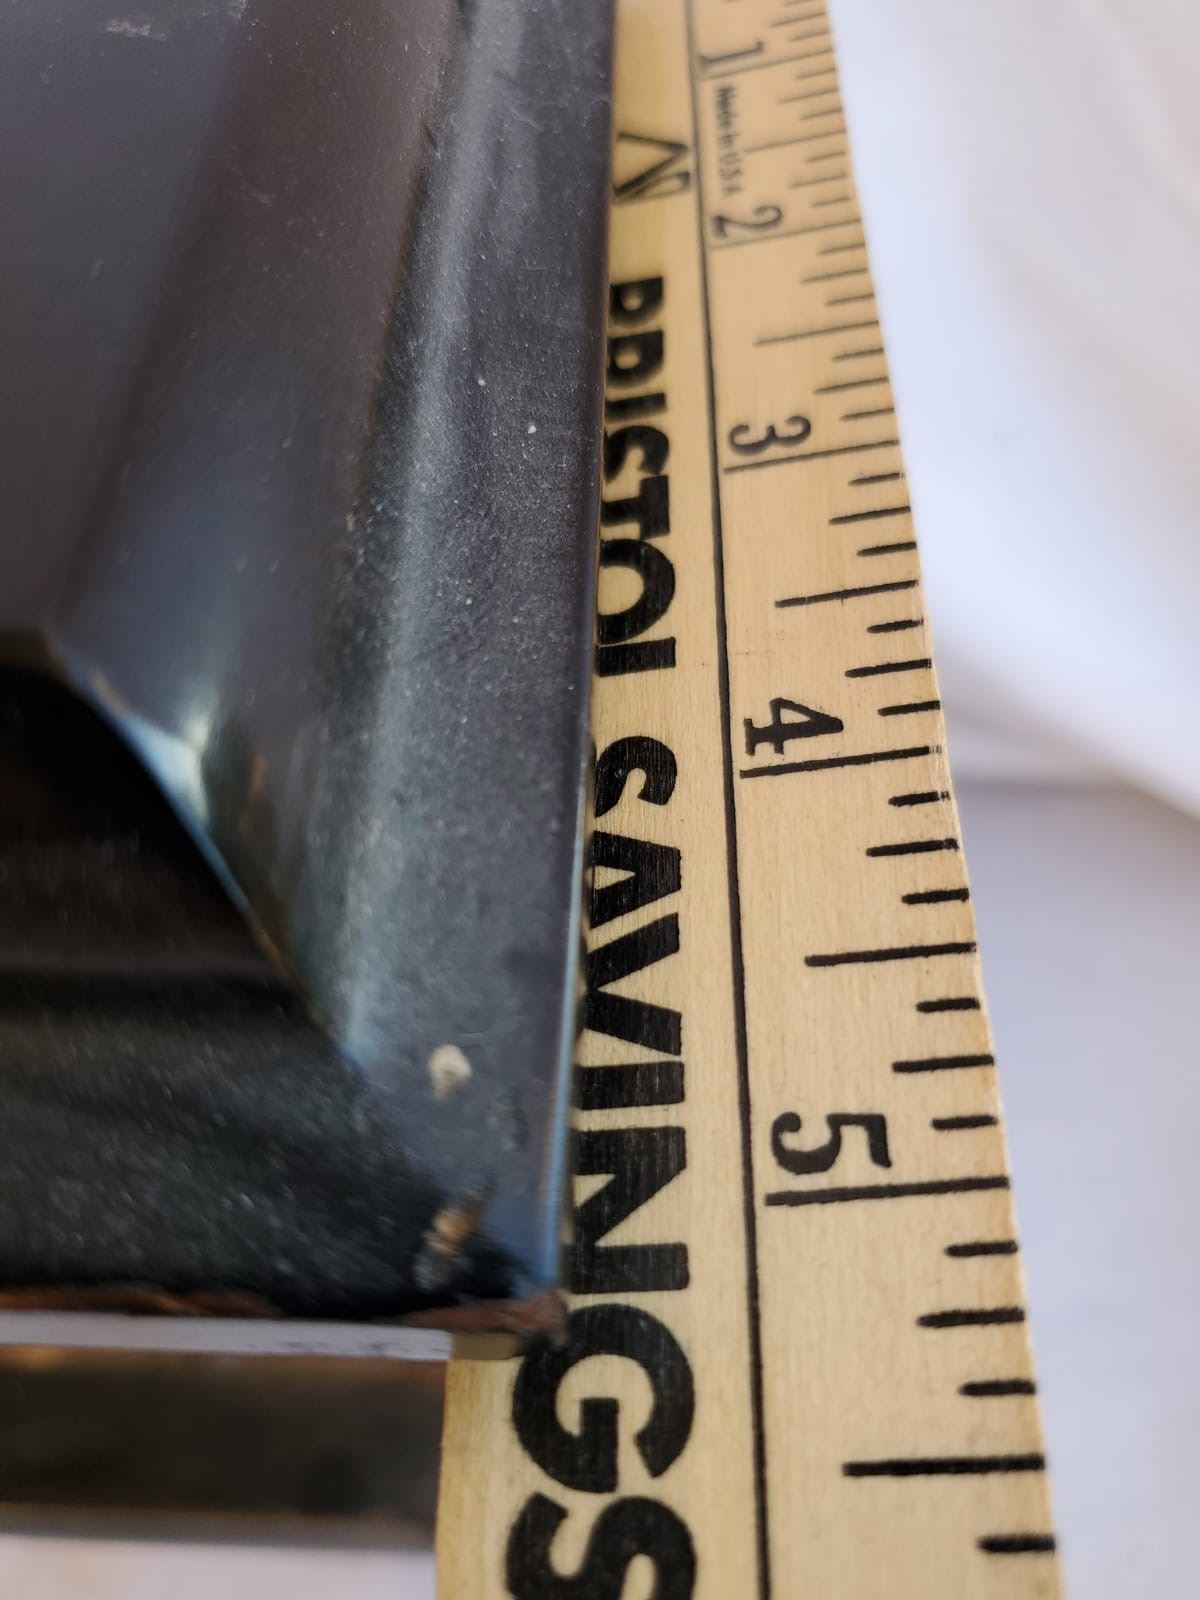 1 2 3 4 5
Made in U.S.A.
BRISTOL SAVINGS